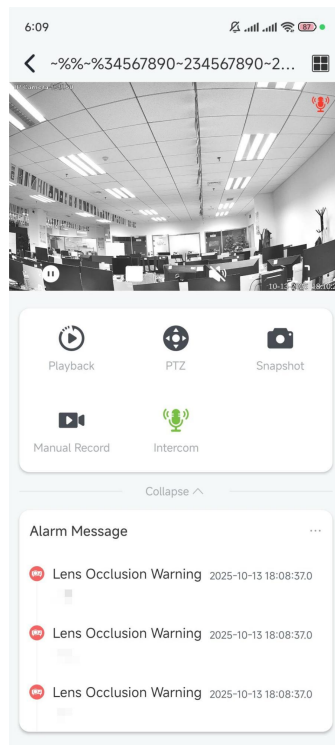 6:09
87
~%%~%34567890~234567890~2...
Playback
PTZ
Snapshot
Manual Record
Intercom
Collapse
Alarm Message
Lens Occlusion Warning 2025-10-13 18:08:37.0
Lens Occlusion Warning 2025-10-13 18:08:37.0
Lens Occlusion Warning 2025-10-13 18:08:37.0